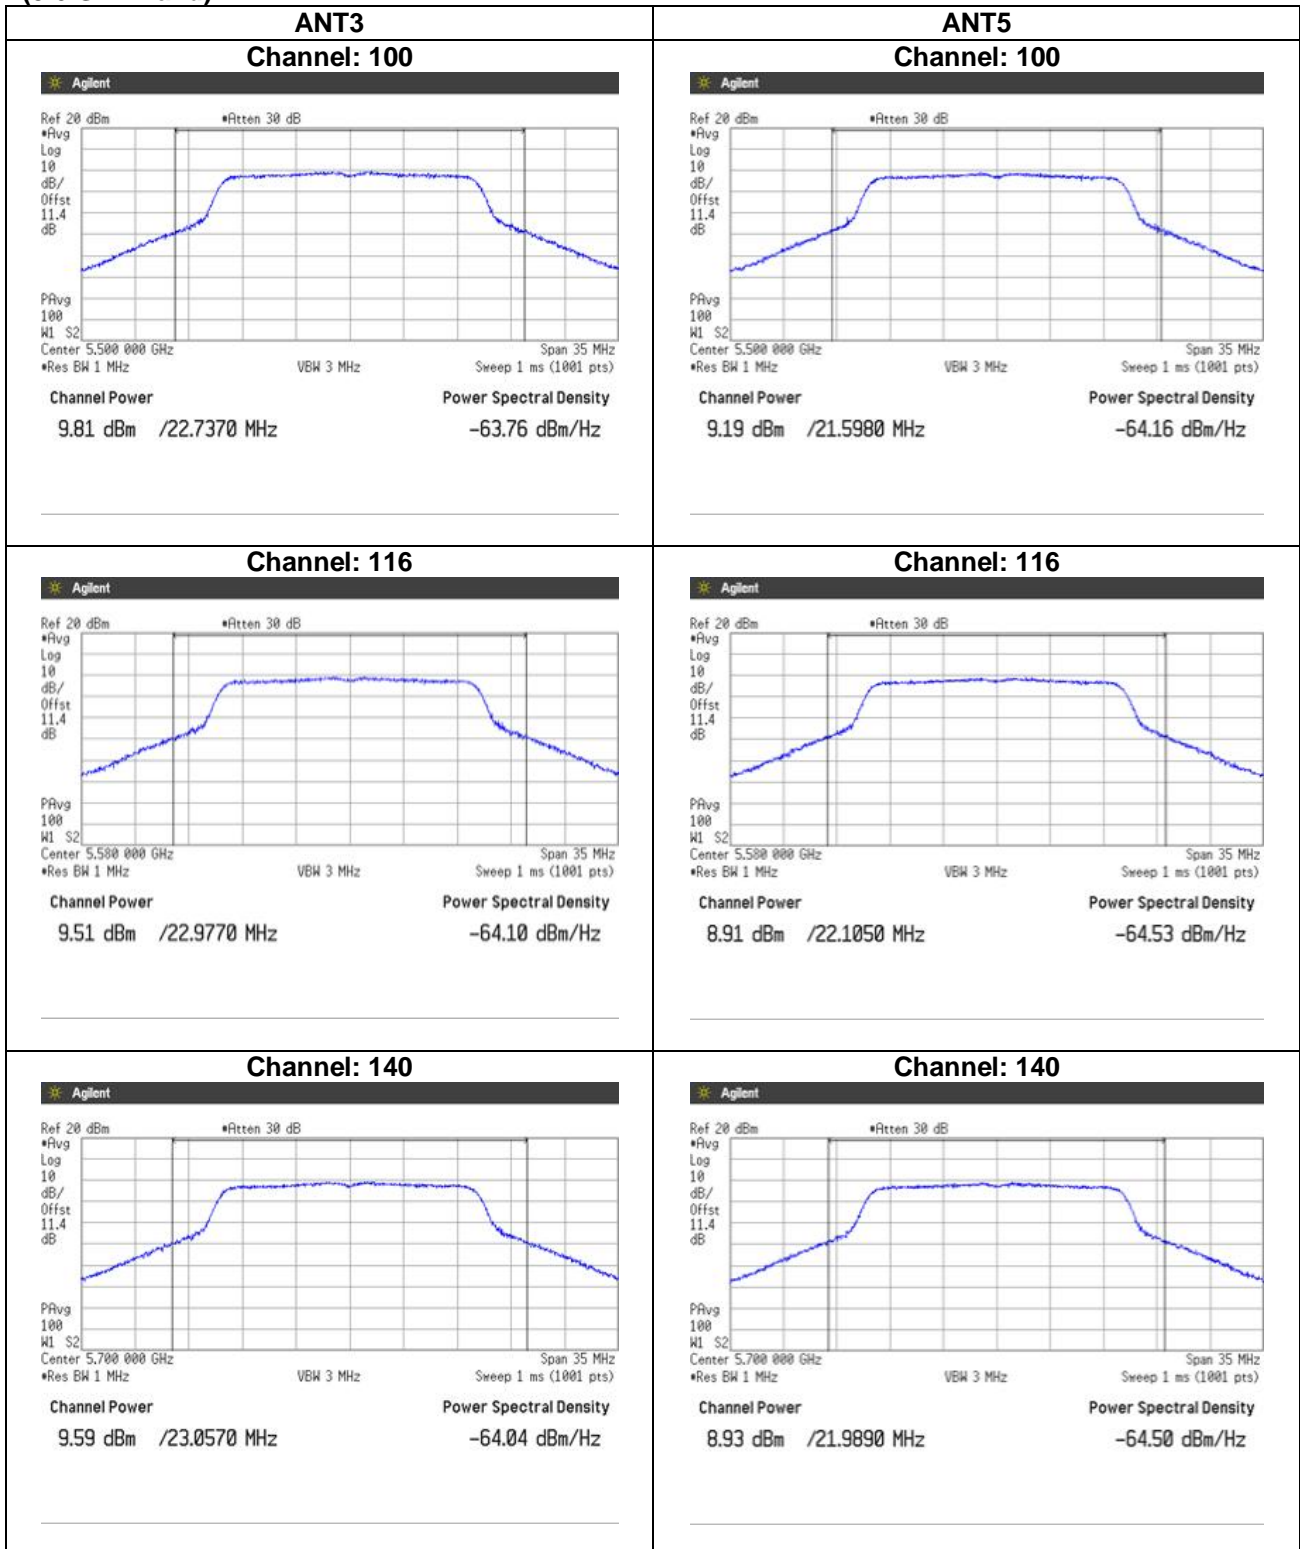 ANT3 ANT5
Channel: 100 Channel: 100
Agilent Agilent
Ref 20 dBm *Atten 30 dB Ref 20 dBm *Atten 30 dB
*Avg *Avg
Log Log
10 10
dB/ dB/
Offst Offst
11.4 11.4
dB dB
PAvg PAvg
100 100
W1 S2 W1 S2
Center 5.500 000 GHz Span 35 MHz Center 5.500 000 GHz Span 35 MHz
*Res BW 1 MHz VBW 3 MHz Sweep 1 ms (1001 pts) *Res BW 1 MHz VBW 3 MHz Sweep 1 ms (1001 pts)
Channel Power Power Spectral Density Channel Power Power Spectral Density
9.81 dBm /22.7370 MHz -63.76 dBm/Hz 9.19 dBm /21.5980 MHz -64.16 dBm/Hz
Channel: 116 Channel: 116
Agilent Agilent
Ref 20 dBm *Atten 30 dB Ref 20 dBm *Atten 30 dB
*Avg *Avg
Log Log
10 10
dB/ dB/
Offst Offst
11.4 11.4
dB dB
PAvg PAvg
100 100
W1 S2 W1 S2
Center 5.580 000 GHz Span 35 MHz Center 5.580 000 GHz Span 35 MHz
*Res BW 1 MHz VBW 3 MHz Sweep 1 ms (1001 pts) *Res BW 1 MHz VBW 3 MHz Sweep 1 ms (1001 pts)
Channel Power Power Spectral Density Channel Power Power Spectral Density
9.51 dBm /22.9770 MHz -64.10 dBm/Hz 8.91 dBm /22.1050 MHz -64.53 dBm/Hz
Channel: 140 Channel: 140
Agilent Agilent
Ref 20 dBm *Atten 30 dB Ref 20 dBm *Atten 30 dB
*Avg *Avg
Log Log
10 10
dB/ dB/
Offst Offst
11.4 11.4
dB dB
PAvg PAvg
100 100
W1 S2 W1 S2
Center 5.700 000 GHz Span 35 MHz Center 5.700 000 GHz Span 35 MHz
*Res BW 1 MHz VBW 3 MHz Sweep 1 ms (1001 pts) *Res BW 1 MHz VBW 3 MHz Sweep 1 ms (1001 pts)
Channel Power Power Spectral Density Channel Power Power Spectral Density
9.59 dBm /23.0570 MHz -64.04 dBm/Hz 8.93 dBm /21.9890 MHz -64.50 dBm/Hz